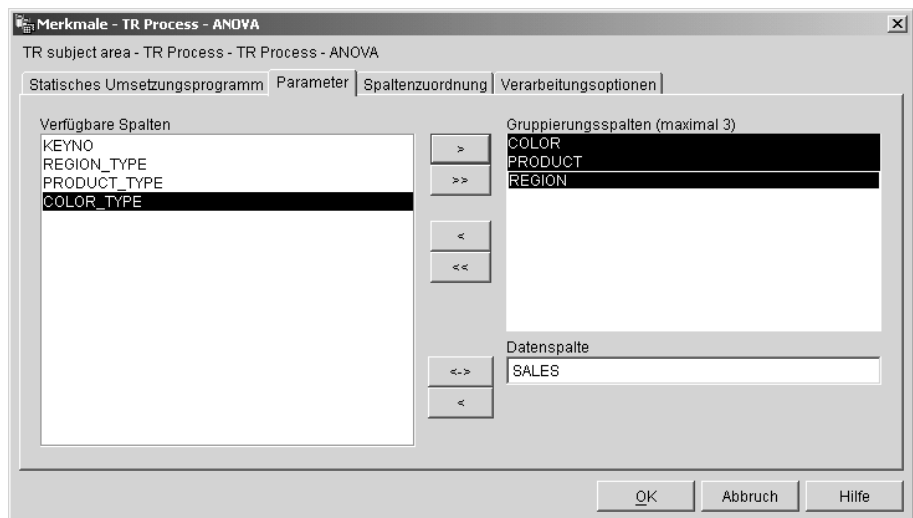 Merkmale - TR Process - ANOVA
TR subject area - TR Process - TR Process - ANOVA
Statisches Umsetzungsprogramm
Parameter
Spaltenzuordnung
Verarbeitungsoptionen
Verfügbare Spalten
KEYNO
REGION_TYPE
PRODUCT_TYPE
COLOR_TYPE
>
>>
<
<<
<->
<
Gruppierungsspalten (maximal 3)
COLOR
PRODUCT
REGION
Datenspalte
SALES
OK
Abbruch
Hilfe